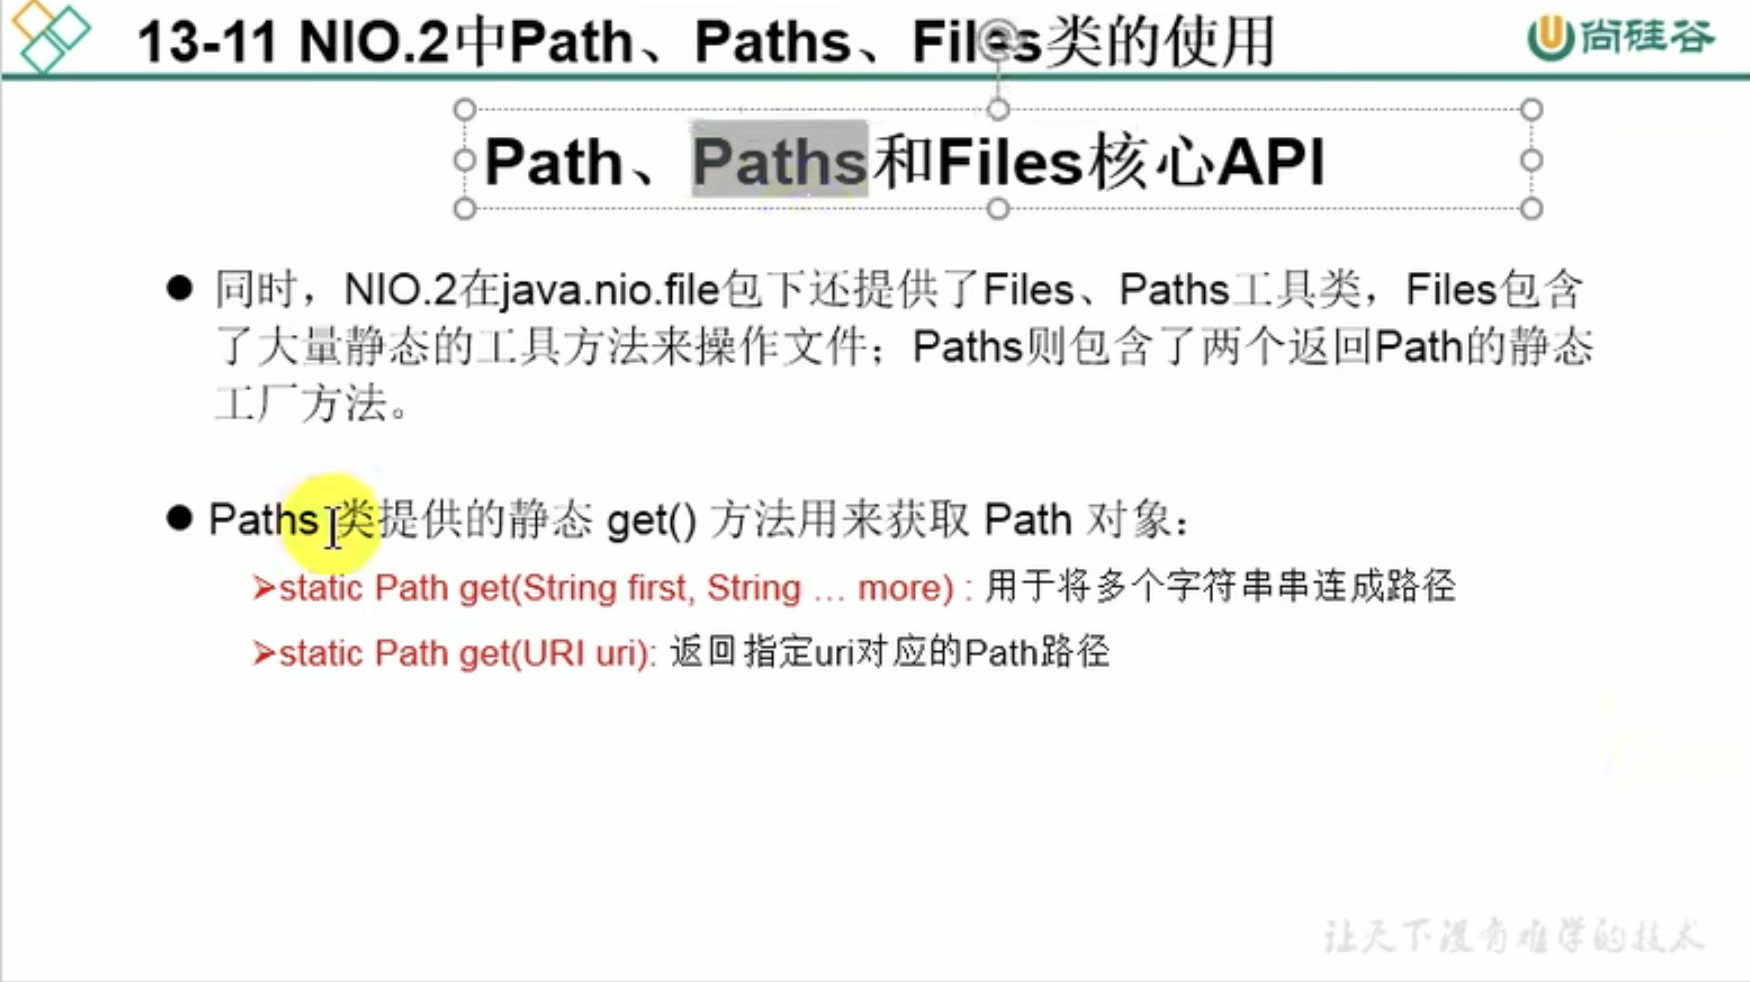 13-11 NIO.2中Path、Paths、Files类的使用
尚硅谷
Path、Paths和Files核心API
● 同时，NIO.2在java.nio.file包下还提供了Files、Paths工具类，Files包含
了大量静态的工具方法来操作文件；Paths则包含了两个返回Path的静态
工厂方法。
● Paths 类提供的静态 get() 方法用来获取 Path 对象：
➢static Path get(String first, String … more) : 用于将多个字符串串连成路径
➢static Path get(URI uri): 返回指定uri对应的Path路径
让天下没有难学的技术